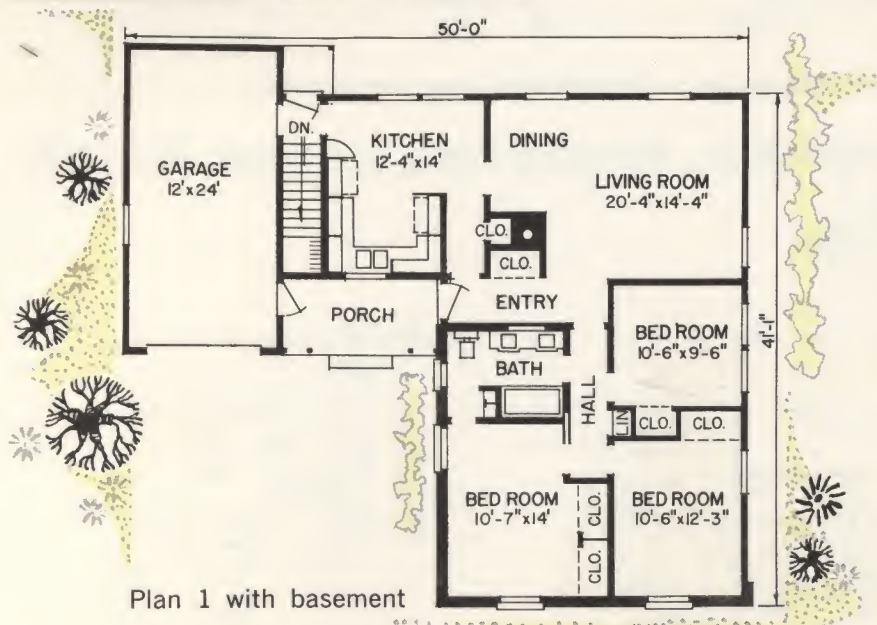 50'-0"
DN.
KITCHEN
12'-4"x14'
DINING
GARAGE
12'x24'
LIVING ROOM
20'-4"x14'-4"
CLO.
CLO.
ENTRY
PORCH
BED ROOM
10'-6"x9'-6"
41'-1"
BATH
HALL
LIN
CLO.
CLO.
BED ROOM
10'-7"x14'
CLO.
CLO.
BED ROOM
10'-6"x12'-3"
Plan 1 with basement